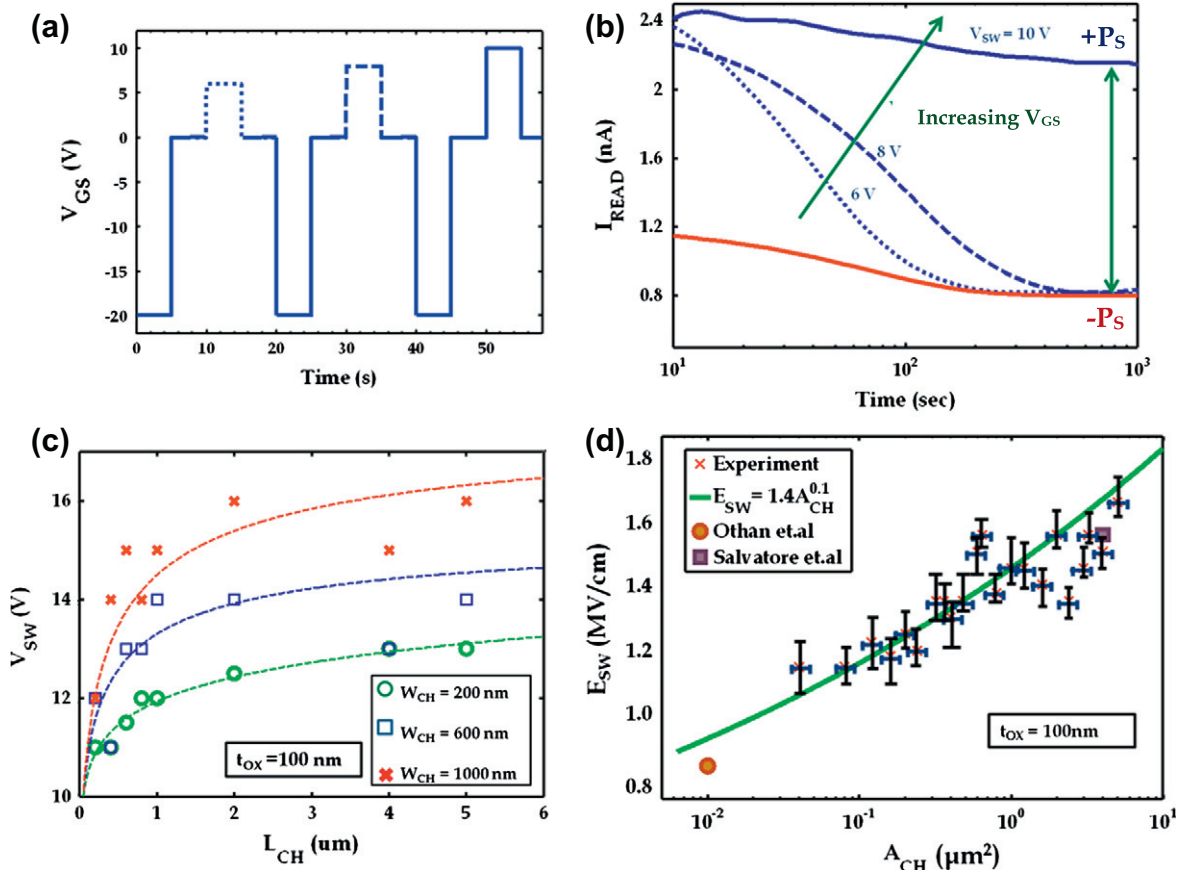 (a)
10
5
0
-5
-10
-15
-20
V_GS (V)
0
10
20
30
40
50
Time (s)
(b)
2.4
2
1.6
1.2
0.8
I_READ (nA)
V_SW = 10 V
+P_S
Increasing V_GS
8 V
6 V
-P_S
10^1
10^2
10^3
Time (sec)
(c)
16
14
12
10
V_SW (V)
W_CH = 200 nm
W_CH = 600 nm
W_CH = 1000 nm
t_OX =100 nm
0
1
2
3
4
5
6
L_CH (um)
(d)
1.8
1.6
1.4
1.2
1.0
0.8
E_SW (MV/cm)
Experiment
E_SW = 1.4A_CH^0.1
Othan et.al
Salvatore et.al
t_OX = 100nm
10^-2
10^-1
10^0
10^1
A_CH (µm²)